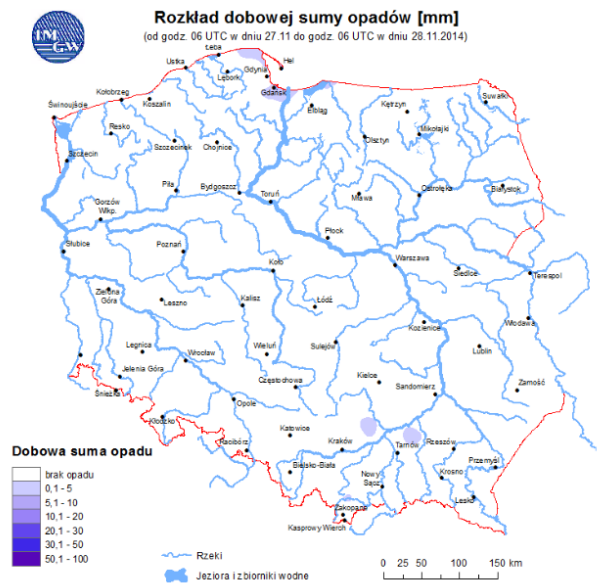 Rozkład dobowej sumy opadów [mm]
(od godz. 06 UTC w dniu 27.11 do godz. 06 UTC w dniu 28.11.2014)
IM
GW
Łeba
Ustka
Hel
Gdynia
Lębork
Gdańsk
Kołobrzeg
Koszalin
Świnoujście
Suwałki
Kętrzyn
Elbląg
Resko
Mikołajki
Olsztyn
Szczecinek
Chojnice
Szczecin
Piła
Bydgoszcz
Toruń
Mława
Ostrołęka
Białystok
Gorzów
Wlkp.
Płock
Słubice
Poznań
Koło
Warszawa
Siedlce
Terespol
Zielona
Góra
Leszno
Kalisz
Łódź
Kozienice
Włodawa
Legnica
Wrocław
Wieluń
Sulejów
Lublin
Jelenia Góra
Śnieżka
Częstochowa
Kielce
Sandomierz
Zamość
Opole
Kłodzko
Katowice
Racibórz
Kraków
Tarnów
Rzeszów
Przemyśl
Bielsko-Biała
Nowy
Sącz
Krosno
Lesko
Zakopane
Kasprowy Wierch
Dobowa suma opadu
brak opadu
0,1 - 5
5,1 - 10
10,1 - 20
20,1 - 30
30,1 - 50
50,1 - 100
Rzeki
Jeziora i zbiorniki wodne
0 25 50 100 150 km